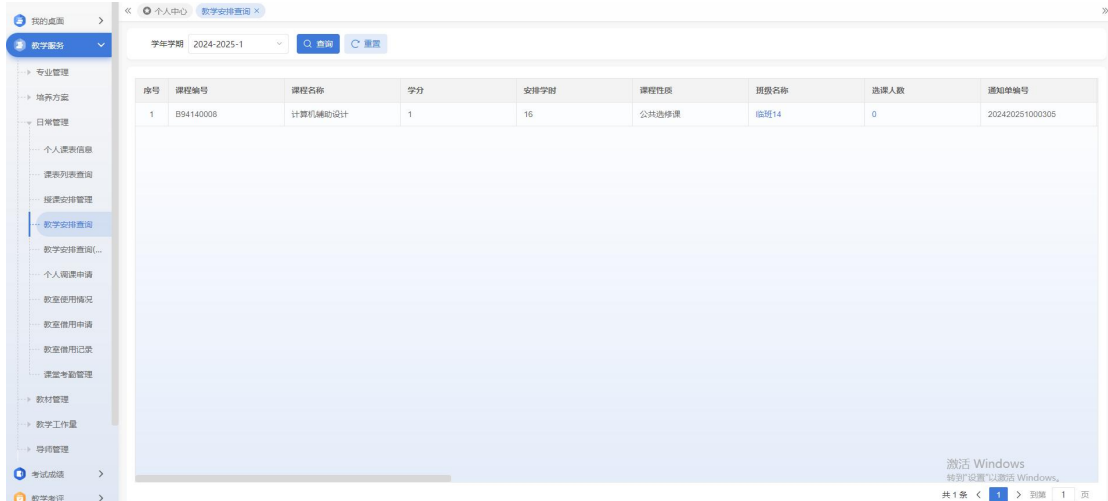 我的桌面
教学服务
专业管理
培养方案
日常管理
个人课表信息
课表列表查询
授课安排管理
教学安排查询
教学安排查询(...
个人调课申请
教室使用情况
教室借用申请
教室借用记录
课堂考勤管理
教材管理
教学工作量
导师管理
考试成绩
教学考评
个人中心 教学安排查询 ×
学年学期 2024-2025-1 查询 重置
序号 课程编号 课程名称 学分 安排学时 课程性质 班级名称 选课人数 通知单编号
1 B94140008 计算机辅助设计 1 16 公共选修课 临班14 0 202420251000305
激活 Windows
转到"设置"以激活 Windows。
共1条 < 1 > 到第 1 页